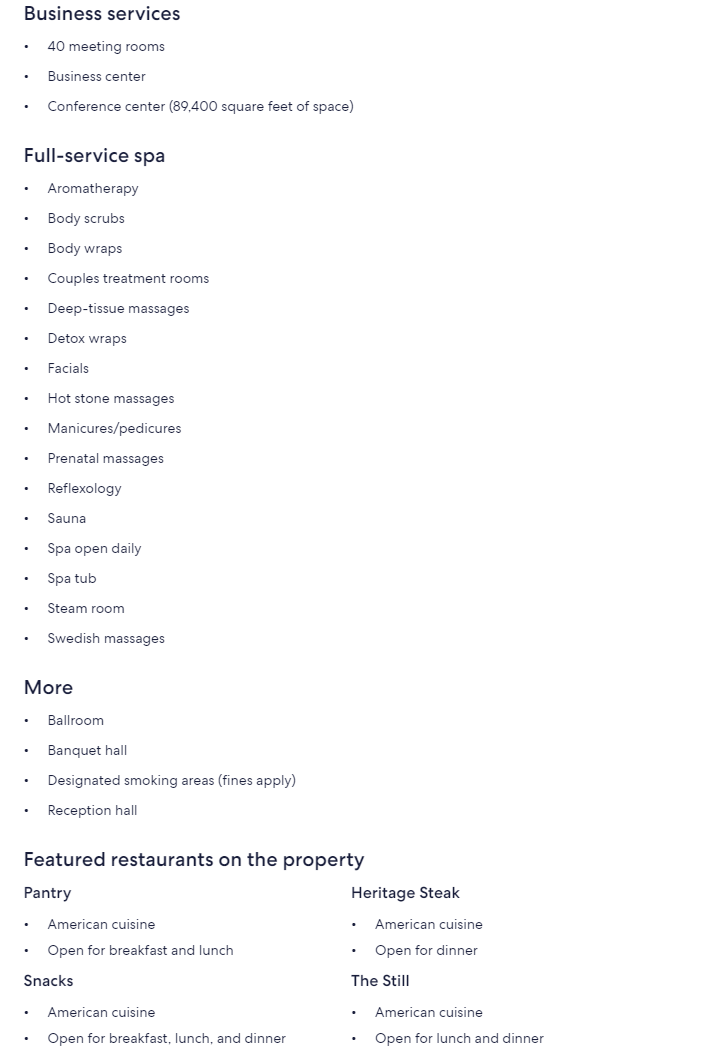 Business services
• 40 meeting rooms
• Business center
• Conference center (89,400 square feet of space)
Full-service spa
• Aromatherapy
• Body scrubs
• Body wraps
• Couples treatment rooms
• Deep-tissue massages
• Detox wraps
• Facials
• Hot stone massages
• Manicures/pedicures
• Prenatal massages
• Reflexology
• Sauna
• Spa open daily
• Spa tub
• Steam room
• Swedish massages
More
• Ballroom
• Banquet hall
• Designated smoking areas (fines apply)
• Reception hall
Featured restaurants on the property
Pantry
• American cuisine
• Open for breakfast and lunch
Heritage Steak
• American cuisine
• Open for dinner
Snacks
• American cuisine
• Open for breakfast, lunch, and dinner
The Still
• American cuisine
• Open for lunch and dinner